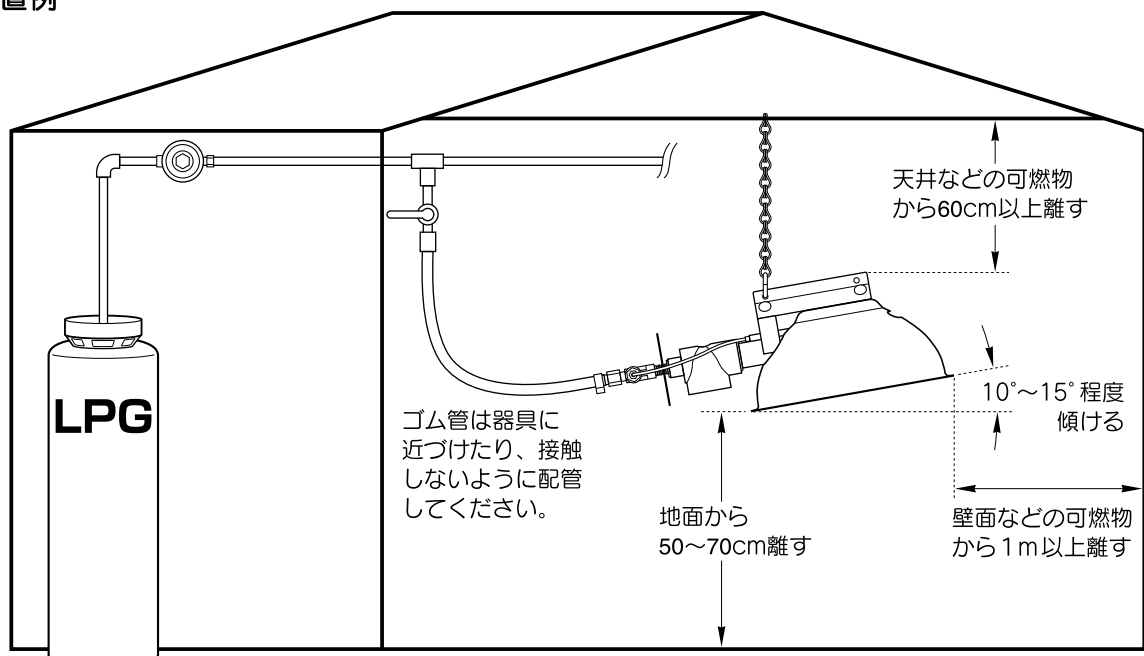 置例
天井などの可燃物
から60cm以上離す
LPG
10°～15°程度
傾ける
ゴム管は器具に
近づけたり、接触
しないように配管
してください。
地面から
50～70cm離す
壁面などの可燃物
から1m以上離す